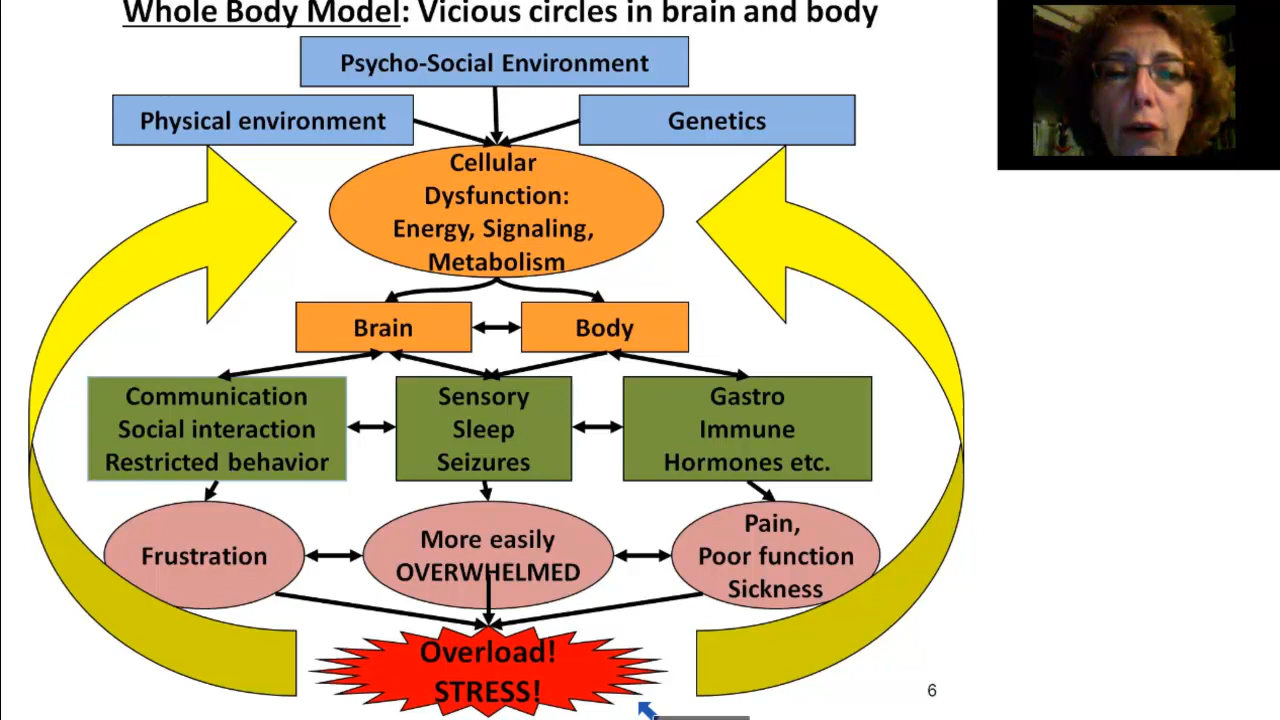 Whole Body Model: Vicious circles in brain and body
Psycho-Social Environment
Physical environment
Genetics
Cellular
Dysfunction:
Energy, Signaling,
Metabolism
Brain
Body
Communication
Social interaction
Restricted behavior
Sensory
Sleep
Seizures
Gastro
Immune
Hormones etc.
Frustration
More easily
OVERWHELMED
Pain,
Poor function
Sickness
Overload!
STRESS!
6